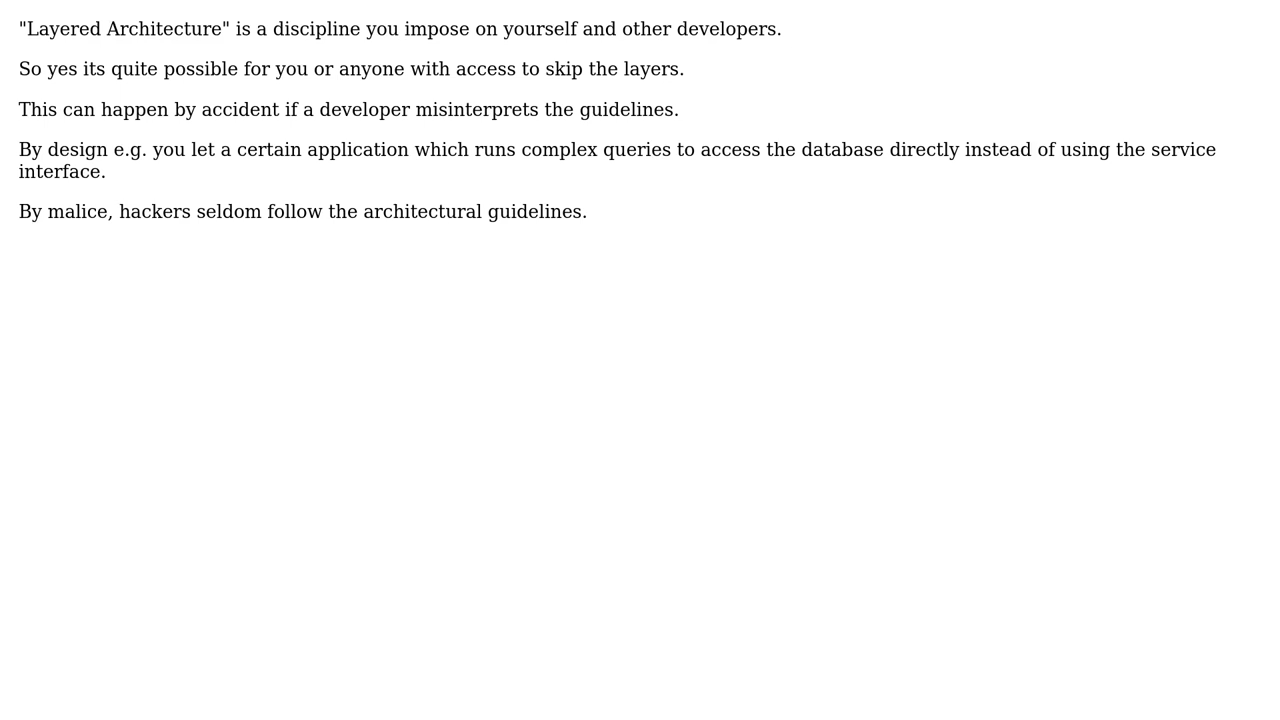 "Layered Architecture" is a discipline you impose on yourself and other developers.
So yes its quite possible for you or anyone with access to skip the layers.
This can happen by accident if a developer misinterprets the guidelines.
By design e.g. you let a certain application which runs complex queries to access the database directly instead of using the service
interface.
By malice, hackers seldom follow the architectural guidelines.